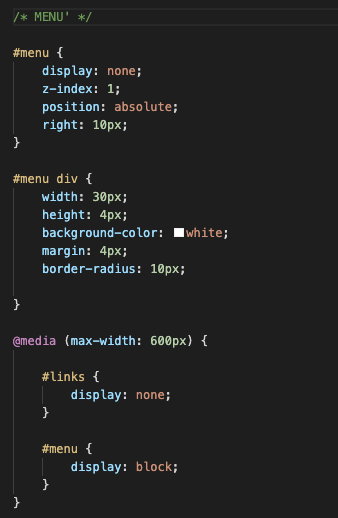 /* MENU' */
#menu {
display: none;
z-index: 1;
position: absolute;
right: 10px;
}
#menu div {
width: 30px;
height: 4px;
background-color: white;
margin: 4px;
border-radius: 10px;
}
@media (max-width: 600px) {
#links {
display: none;
}
#menu {
display: block;
}
}